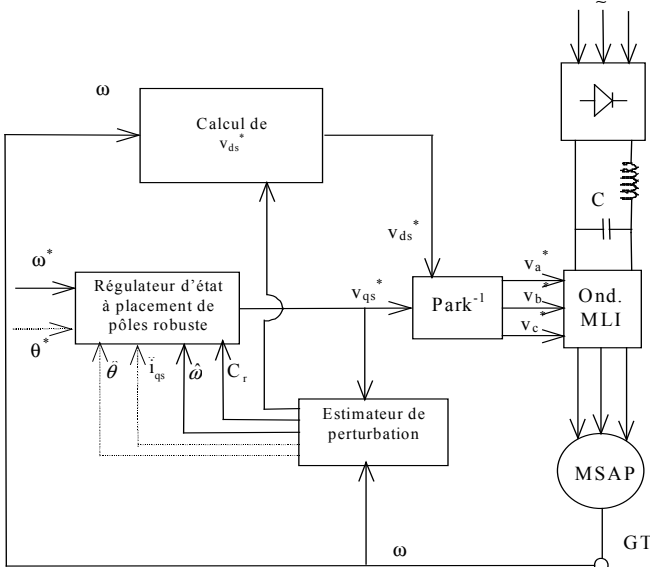 ~
ω
Calcul de
v_ds*
C
v_ds*
ω*
Régulateur d'état
à placement de
pôles robuste
v_qs*
Park⁻¹
v_a*
v_b*
v_c*
Ond.
MLI
θ*
θ̂
î_qs
ω̂
C_r
Estimateur de
perturbation
MSAP
ω
GT